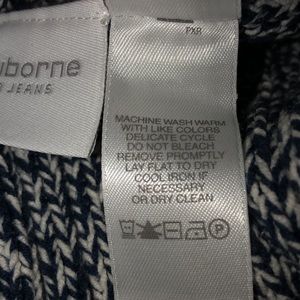 PXR
borne
JEANS
MACHINE WASH WARM
WITH LIKE COLORS
DELICATE CYCLE
DO NOT BLEACH
REMOVE PROMPTLY
LAY FLAT TO DRY
COOL IRON IF
NECESSARY
OR DRY CLEAN
P